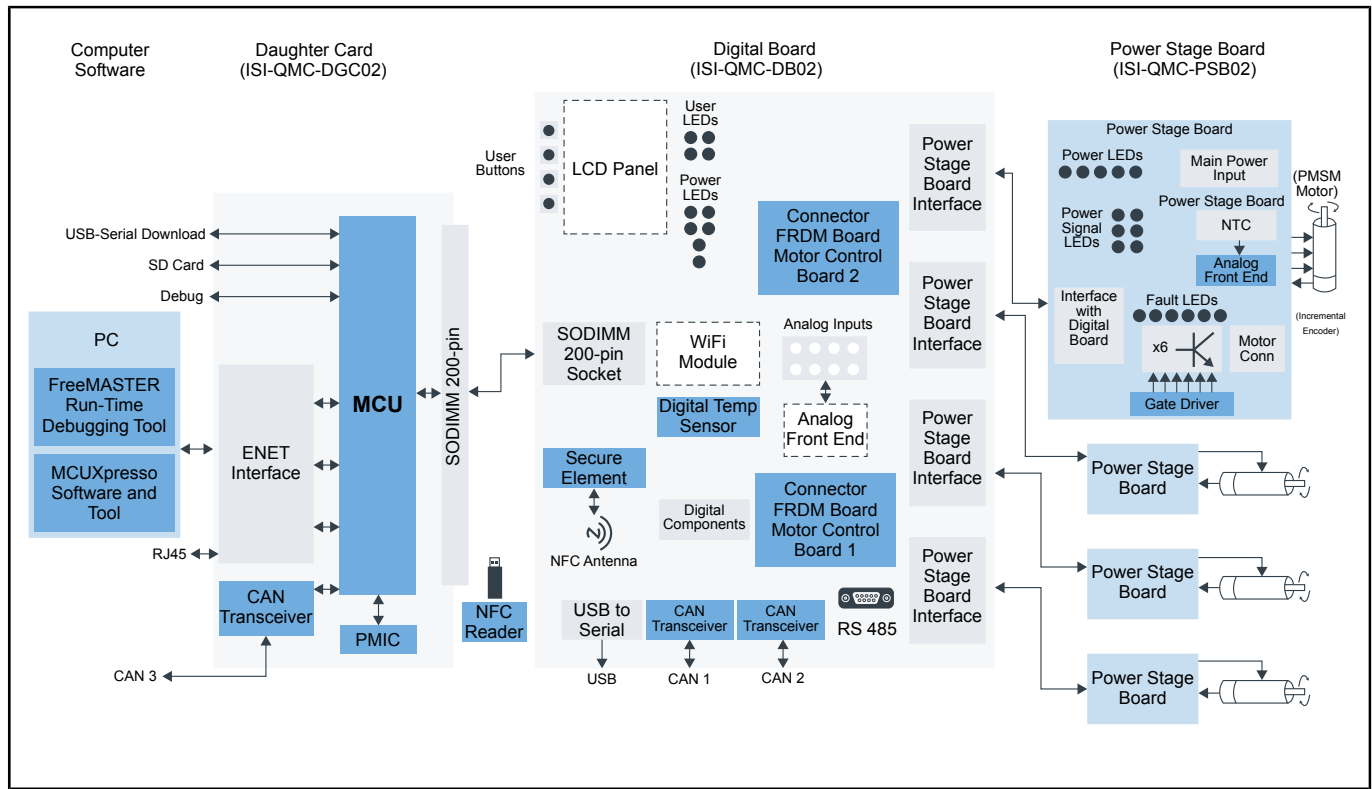 Computer
Software
Daughter Card
(ISI-QMC-DGC02)
Digital Board
(ISI-QMC-DB02)
Power Stage Board
(ISI-QMC-PSB02)
USB-Serial Download
SD Card
Debug
PC
FreeMASTER
Run-Time
Debugging Tool
MCUXpresso
Software and
Tool
RJ45
CAN 3
ENET
Interface
CAN
Transceiver
MCU
PMIC
SODIMM 200-pin
NFC
Reader
User
Buttons
LCD Panel
User
LEDs
Power
LEDs
Connector
FRDM Board
Motor Control
Board 2
SODIMM
200-pin
Socket
WiFi
Module
Digital Temp
Sensor
Analog Inputs
Analog
Front End
Secure
Element
NFC Antenna
Digital
Components
Connector
FRDM Board
Motor Control
Board 1
USB to
Serial
USB
CAN
Transceiver
CAN 1
CAN
Transceiver
CAN 2
RS 485
Power
Stage
Board
Interface
Power
Stage
Board
Interface
Power
Stage
Board
Interface
Power
Stage
Board
Interface
Power Stage Board
Power LEDs
Main Power
Input
Power
Signal
LEDs
Power Stage Board
NTC
Analog
Front End
Interface
with
Digital
Board
Fault LEDs
x6
Motor
Conn
Gate Driver
(PMSM
Motor)
(Incremental
Encoder)
Power Stage
Board
Power Stage
Board
Power Stage
Board